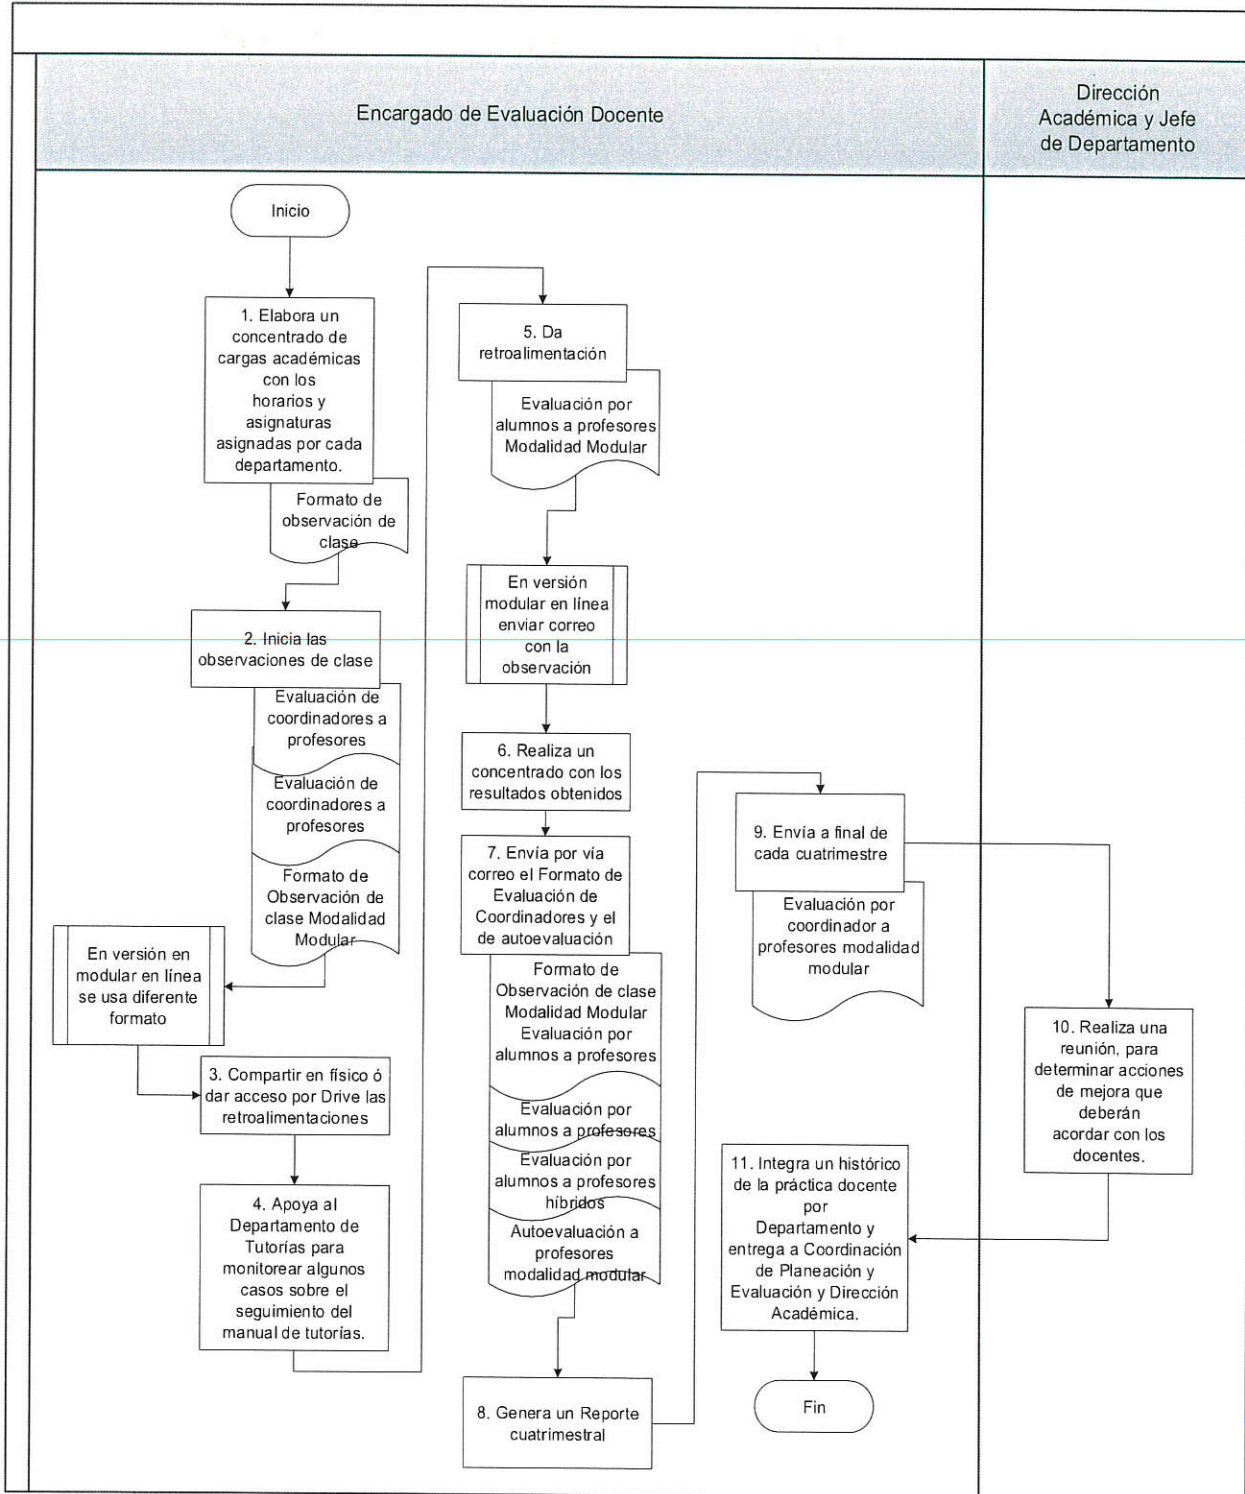 Encargado de Evaluación Docente
Dirección
Académica y Jefe
de Departamento
Inicio
1. Elabora un
concentrado de
cargas académicas
con los
horarios y
asignaturas
asignadas por cada
departamento.
Formato de
observación de
clase
2. Inicia las
observaciones de clase
Evaluación de
coordinadores a
profesores
Evaluación de
coordinadores a
profesores
Formato de
Observación de
clase Modalidad
Modular
En versión en
modular en línea
se usa diferente
formato
3. Compartir en físico ó
dar acceso por Drive las
retroalimentaciones
4. Apoya al
Departamento de
Tutorías para
monitorear algunos
casos sobre el
seguimiento del
manual de tutorías.
5. Da
retroalimentación
Evaluación por
alumnos a profesores
Modalidad Modular
En versión
modular en línea
enviar correo
con la
observación
6. Realiza un
concentrado con los
resultados obtenidos
7. Envía por vía
correo el Formato de
Evaluación de
Coordinadores y el
de autoevaluación
Formato de
Observación de clase
Modalidad Modular
Evaluación por
alumnos a profesores
Evaluación por
alumnos a profesores
Evaluación por
alumnos a profesores
híbridos
Autoevaluación a
profesores
modalidad modular
8. Genera un Reporte
cuatrimestral
9. Envía a final de
cada cuatrimestre
Evaluación por
coordinador a
profesores modalidad
modular
10. Realiza una
reunión, para
determinar acciones
de mejora que
deberán
acordar con los
docentes.
11. Integra un histórico
de la práctica docente
por
Departamento y
entrega a Coordinación
de Planeación y
Evaluación y Dirección
Académica.
Fin